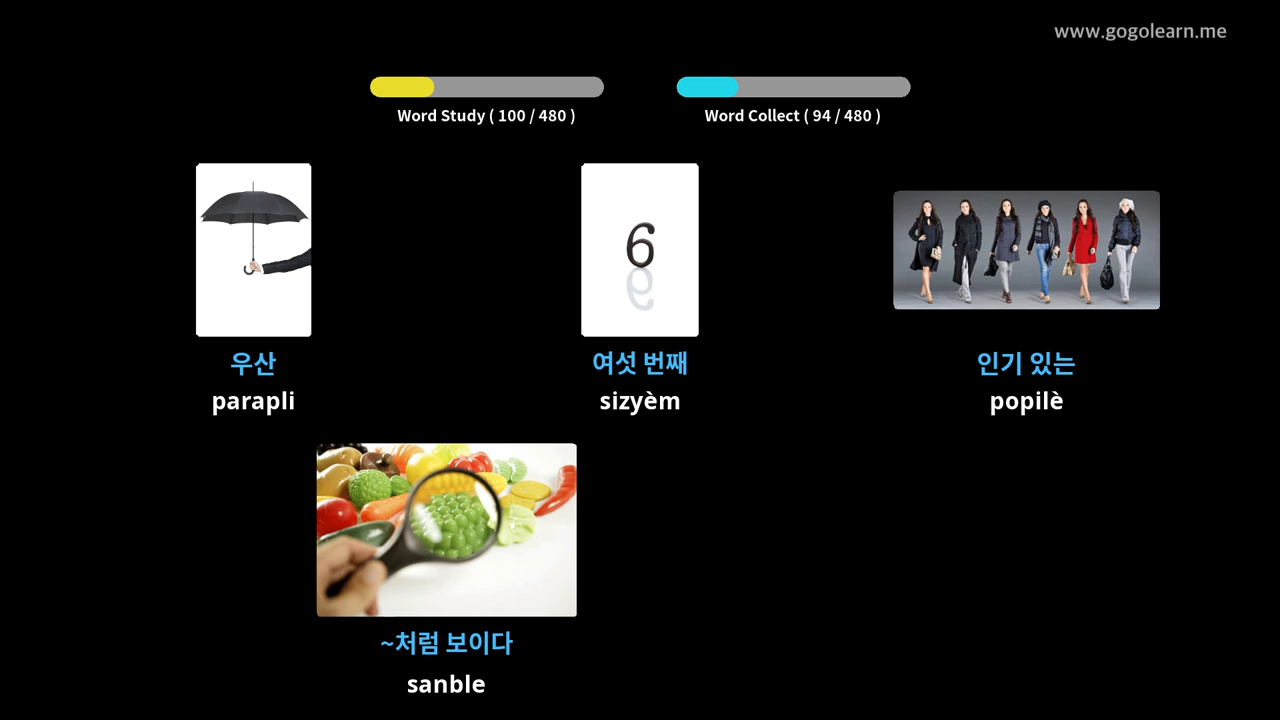 www.gogolearn.me
Word Study ( 100 / 480 )
Word Collect ( 94 / 480 )
6
우산
parapli
여섯 번째
sizyèm
인기 있는
popilè
~처럼 보이다
sanble